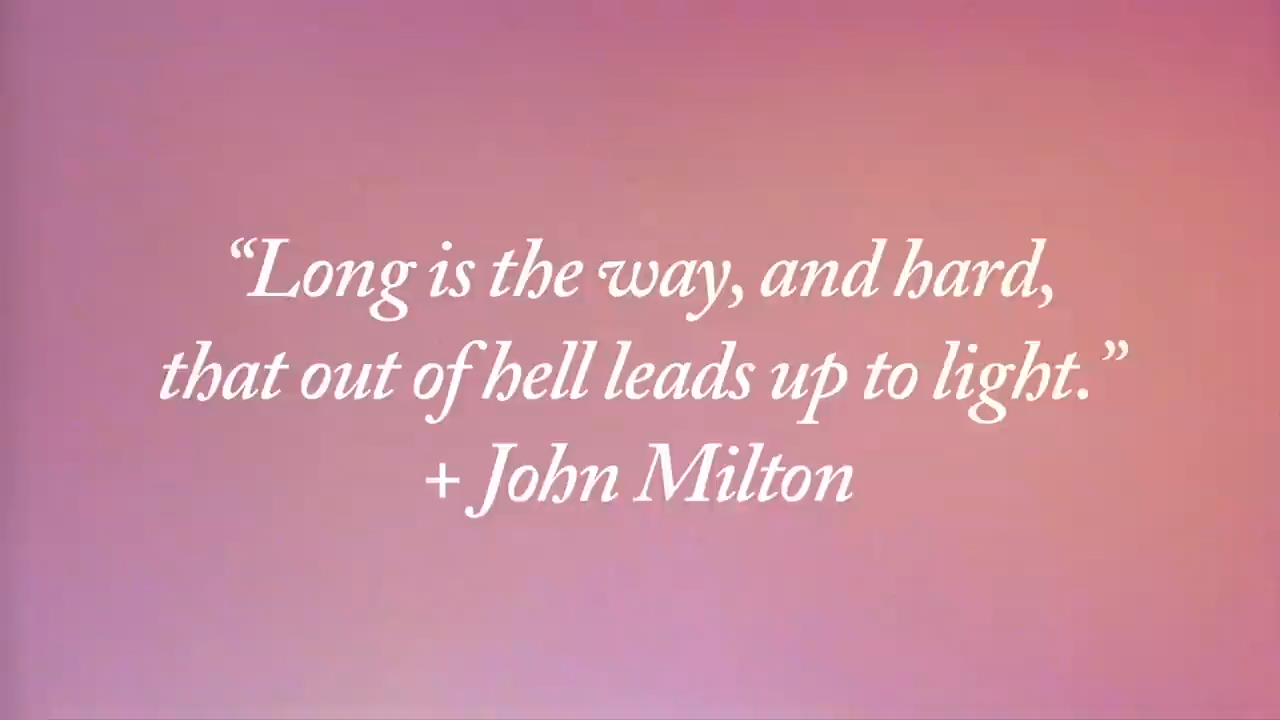 “Long is the way, and hard,
that out of hell leads up to light.”
+ John Milton